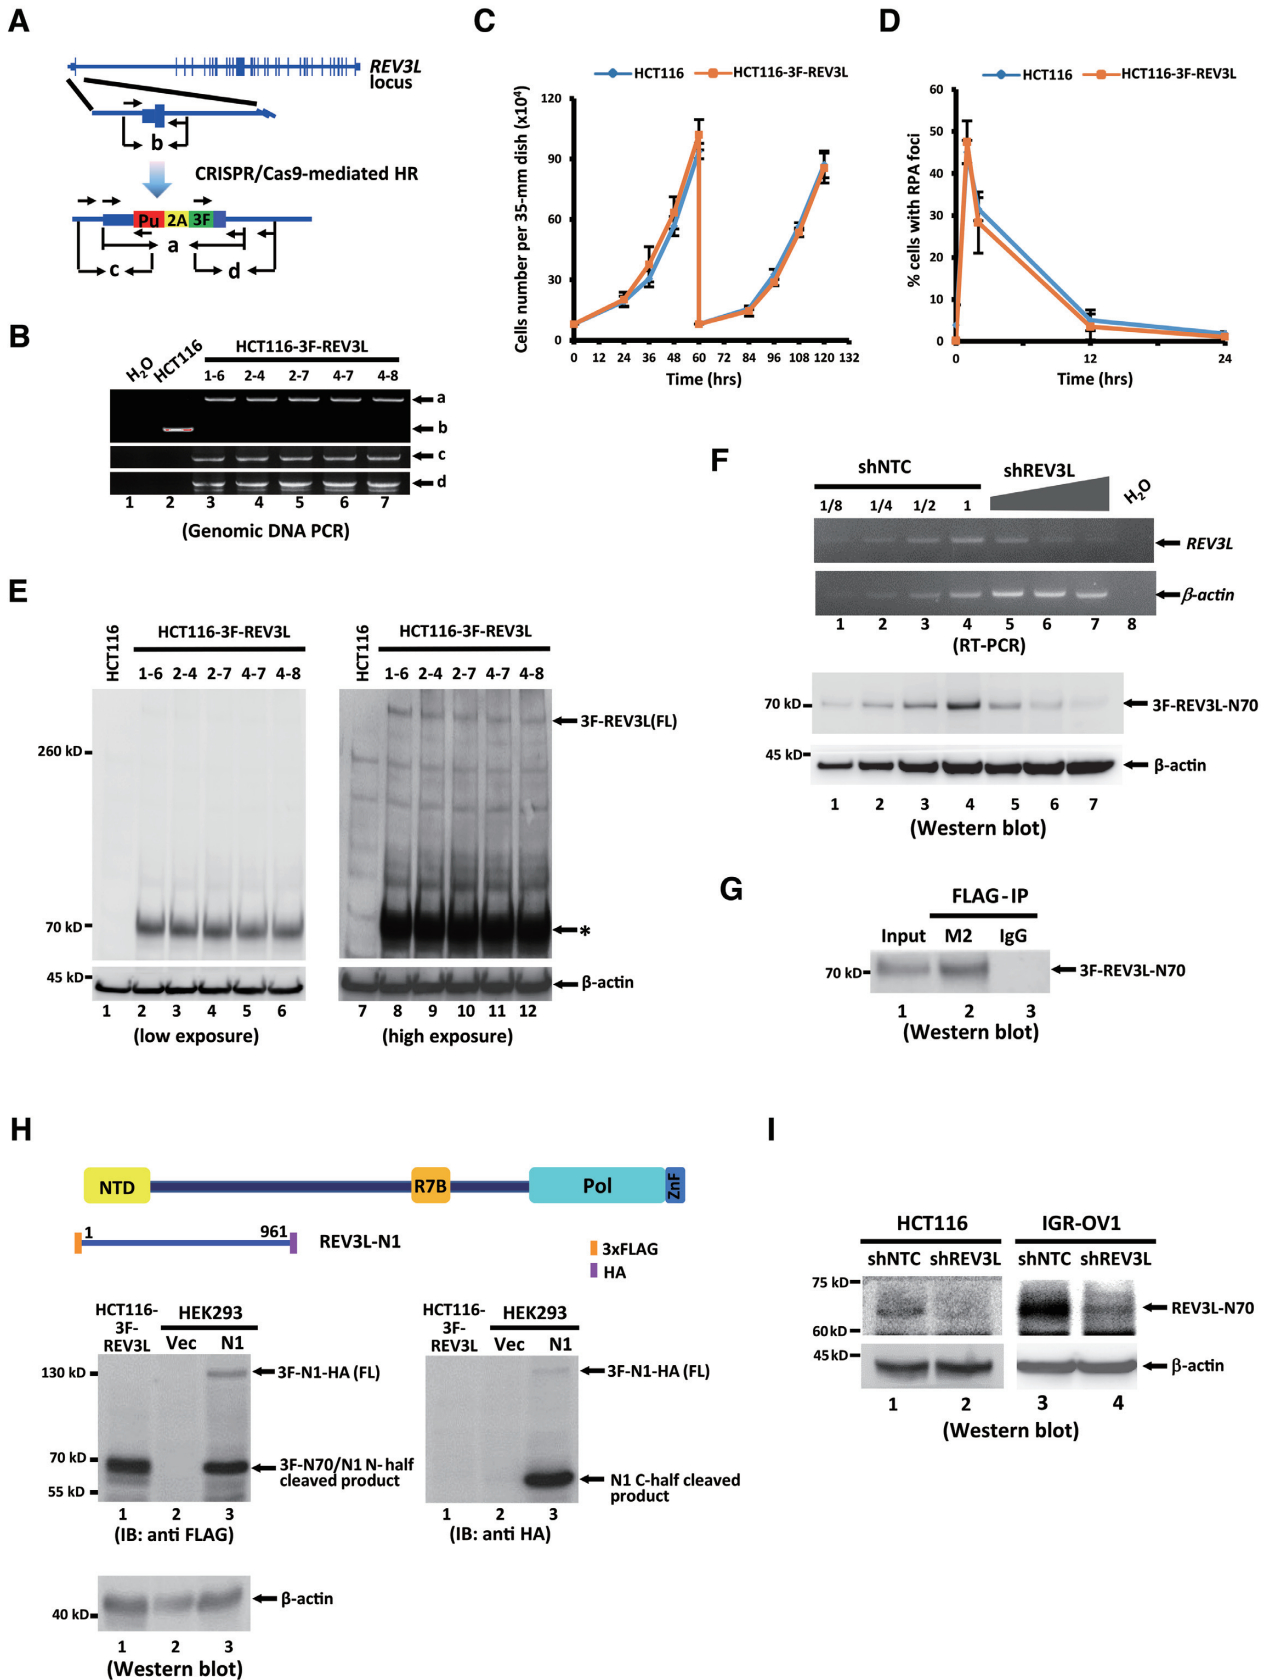 A
REV3L
locus
b
CRISPR/Cas9-mediated HR
Pu 2A 3F
a
c
d
B
H2O
HCT116
HCT116-3F-REV3L
1-6 2-4 2-7 4-7 4-8
a
b
c
d
1 2 3 4 5 6 7
(Genomic DNA PCR)
C
HCT116 HCT116-3F-REV3L
Cells number per 35-mm dish (x10⁴)
120
90
60
30
0
0 12 24 36 48 60 72 84 96 108 120 132
Time (hrs)
D
HCT116 HCT116-3F-REV3L
% cells with RPA foci
60
50
40
30
20
10
0
0 12 24
Time (hrs)
E
HCT116
HCT116-3F-REV3L
1-6 2-4 2-7 4-7 4-8
260 kD
70 kD
45 kD
1 2 3 4 5 6
(low exposure)
HCT116
HCT116-3F-REV3L
1-6 2-4 2-7 4-7 4-8
3F-REV3L(FL)
*
β-actin
7 8 9 10 11 12
(high exposure)
F
shNTC
shREV3L
H2O
1/8 1/4 1/2 1
REV3L
β-actin
1 2 3 4 5 6 7 8
(RT-PCR)
70 kD
3F-REV3L-N70
45 kD
β-actin
1 2 3 4 5 6 7
(Western blot)
G
FLAG-IP
Input M2 IgG
70 kD
3F-REV3L-N70
1 2 3
(Western blot)
H
NTD R7B Pol ZnF
1 961
REV3L-N1
3xFLAG
HA
HCT116-
3F-
REV3L
HEK293
Vec N1
130 kD
3F-N1-HA (FL)
70 kD
3F-N70/N1 N-half
cleaved product
55 kD
1 2 3
(IB: anti FLAG)
HCT116-
3F-
REV3L
HEK293
Vec N1
3F-N1-HA (FL)
N1 C-half cleaved
product
1 2 3
(IB: anti HA)
β-actin
40 kD
1 2 3
(Western blot)
I
HCT116 IGR-OV1
shNTC shREV3L shNTC shREV3L
75 kD
REV3L-N70
60 kD
45 kD
β-actin
1 2 3 4
(Western blot)